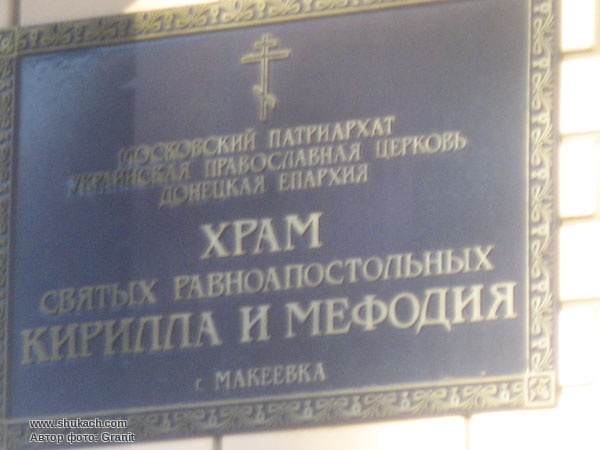 МОСКОВСКИЙ ПАТРИАРХАТ
УКРАИНСКАЯ ПРАВОСЛАВНАЯ ЦЕРКОВЬ
ДОНЕЦКАЯ ЕПАРХИЯ
ХРАМ
СВЯТЫХ РАВНОАПОСТОЛЬНЫХ
КИРИЛЛА И МЕФОДИЯ
г. МАКЕЕВКА
www.shukach.com
Автор фото: Granit